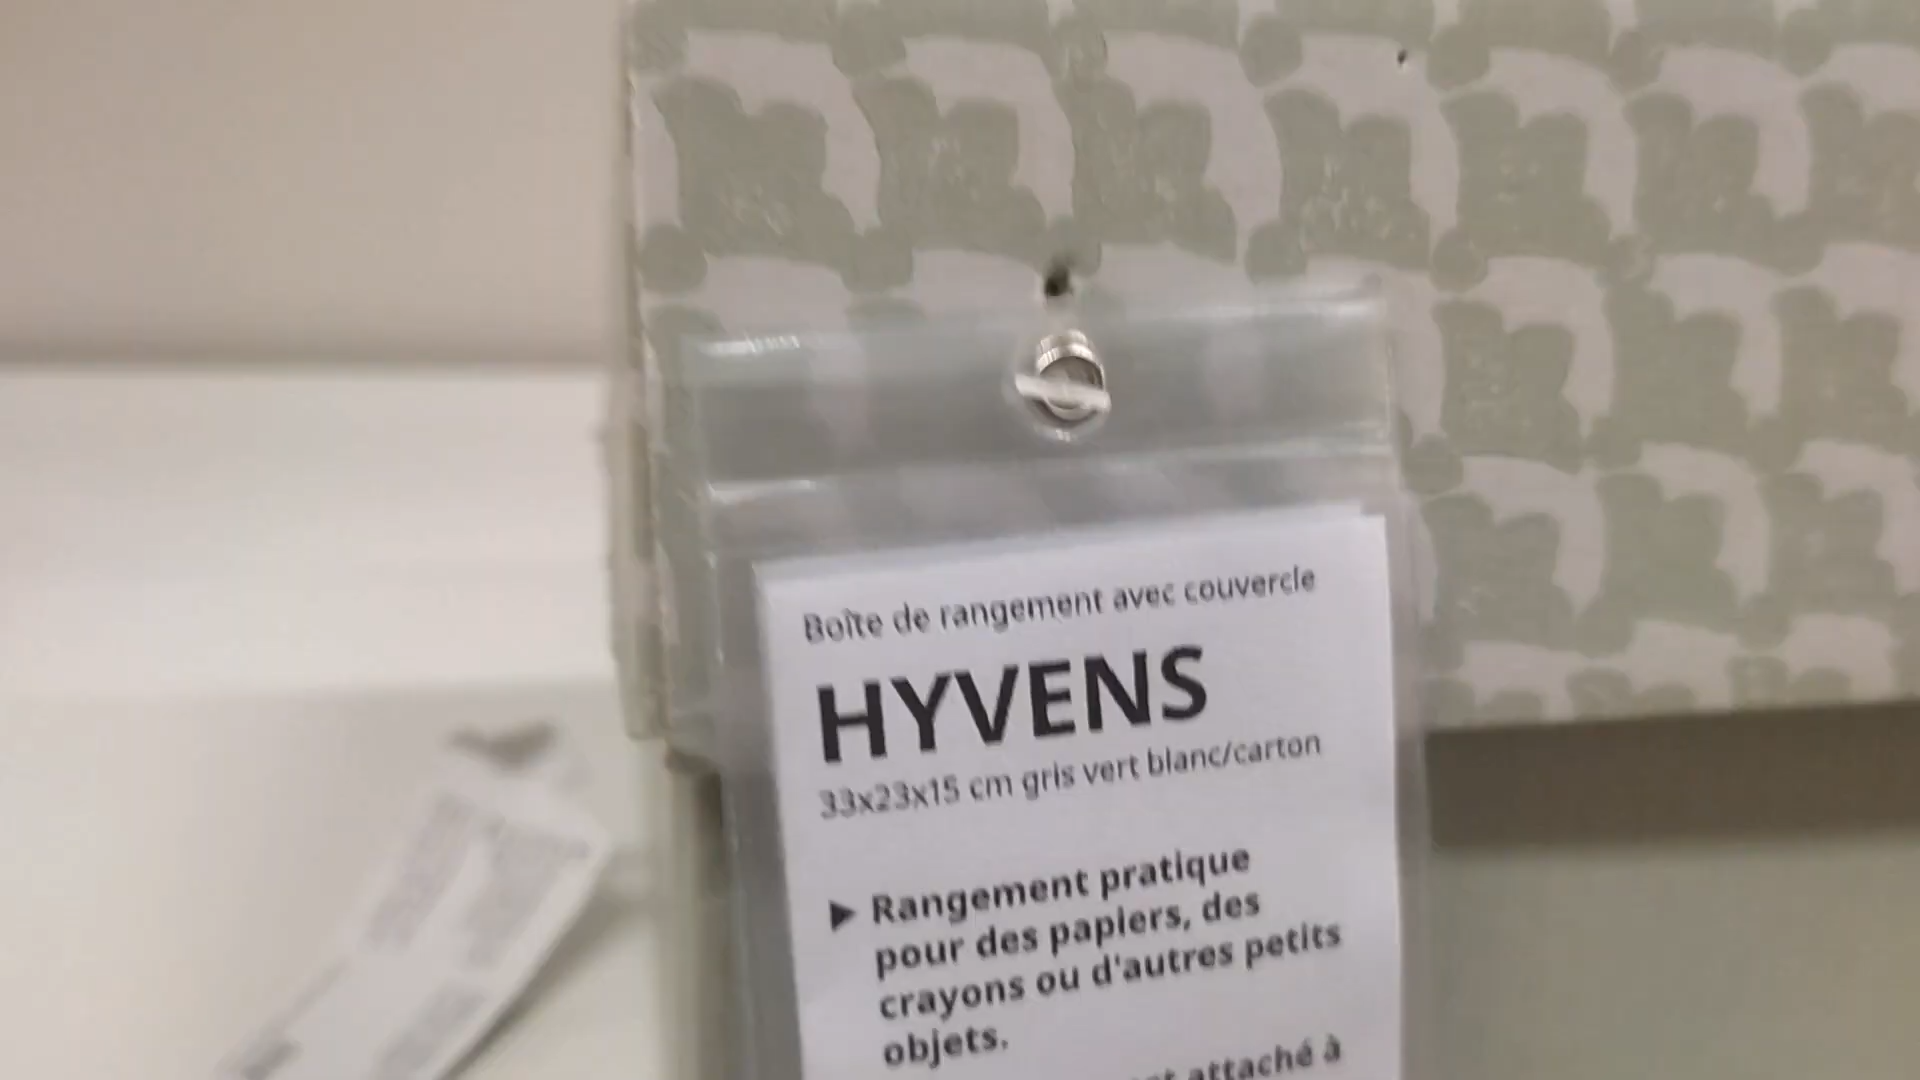 Boîte de rangement avec couvercle
HYVENS
33x23x15 cm gris vert blanc/carton
▶ Rangement pratique
pour des papiers, des
crayons ou d'autres petits
objets.
attaché à